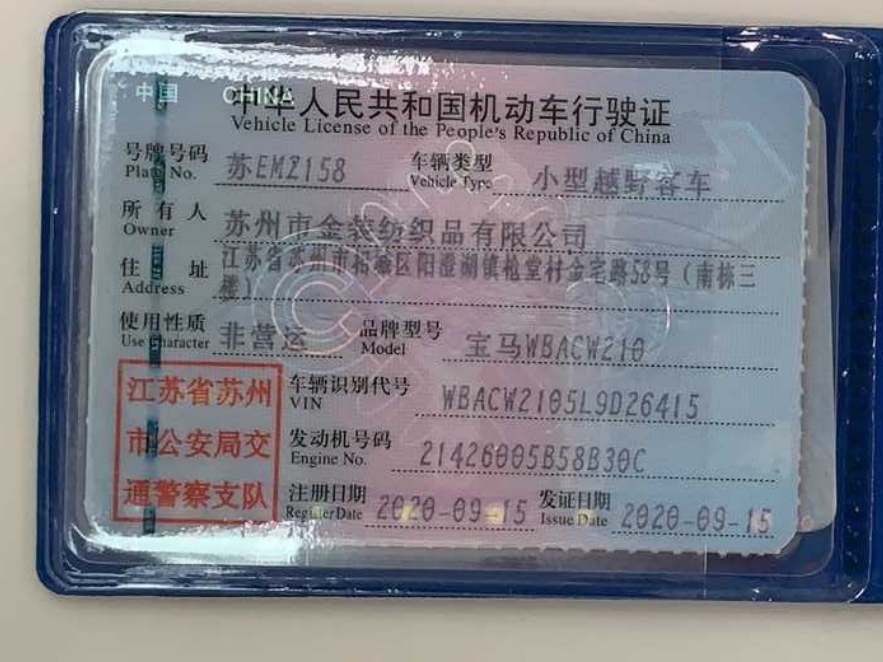 中国 CHINA
中华人民共和国机动车行驶证
Vehicle License of the People's Republic of China
号牌号码 苏EMZ158 车辆类型 小型越野客车
Plate No. Vehicle Type
所有人 苏州市金装纺织品有限公司
Owner
住址 江苏省苏州市相城区阳澄湖镇枪堂村金宅路58号(南栋三
Address 楼)
使用性质 非营运 品牌型号 宝马WBACW210
Use Character Model
江苏省苏州 车辆识别代号 WBACW2105L9D26415
VIN
市公安局交 发动机号码 21426005B58B30C
Engine No.
通警察支队 注册日期 2020-09-15 发证日期 2020-09-15
Register Date Issue Date